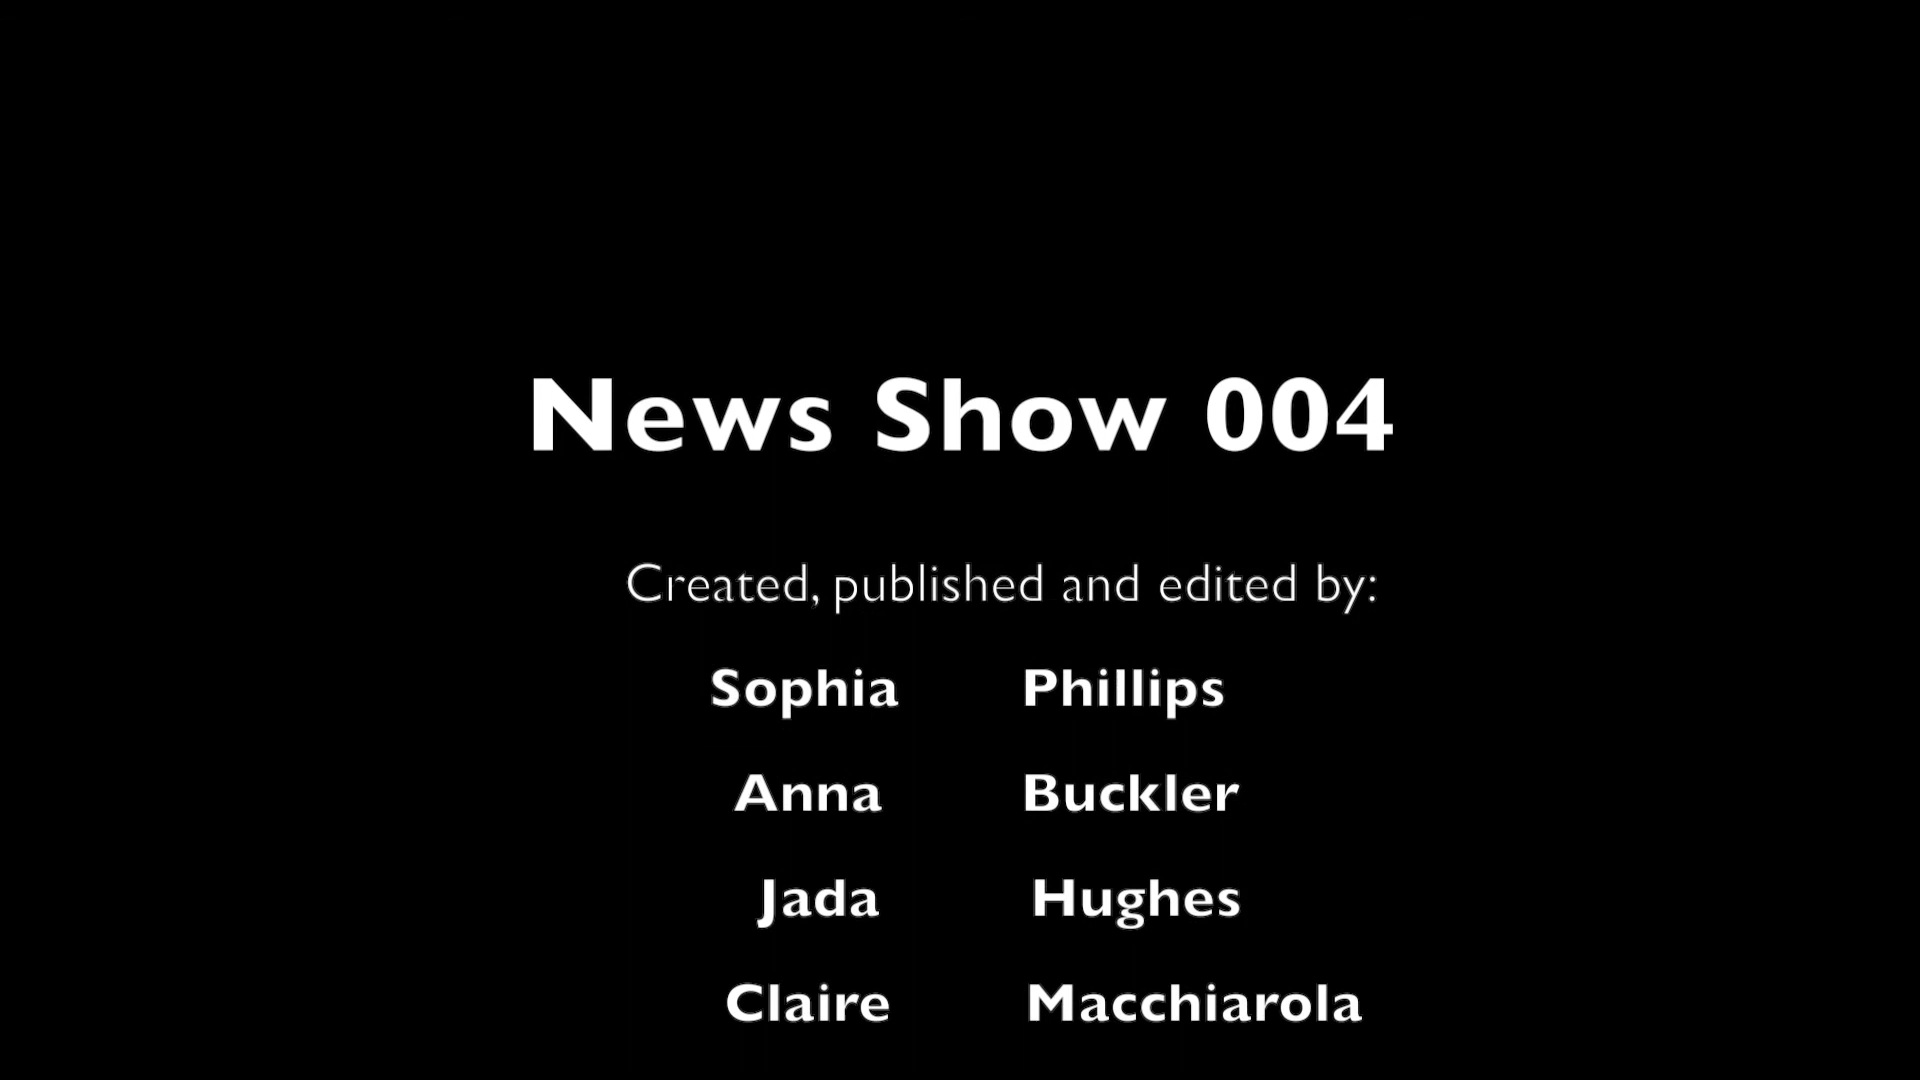 News Show 004
Created, published and edited by:
Sophia Phillips
Anna Buckler
Jada Hughes
Claire Macchiarola